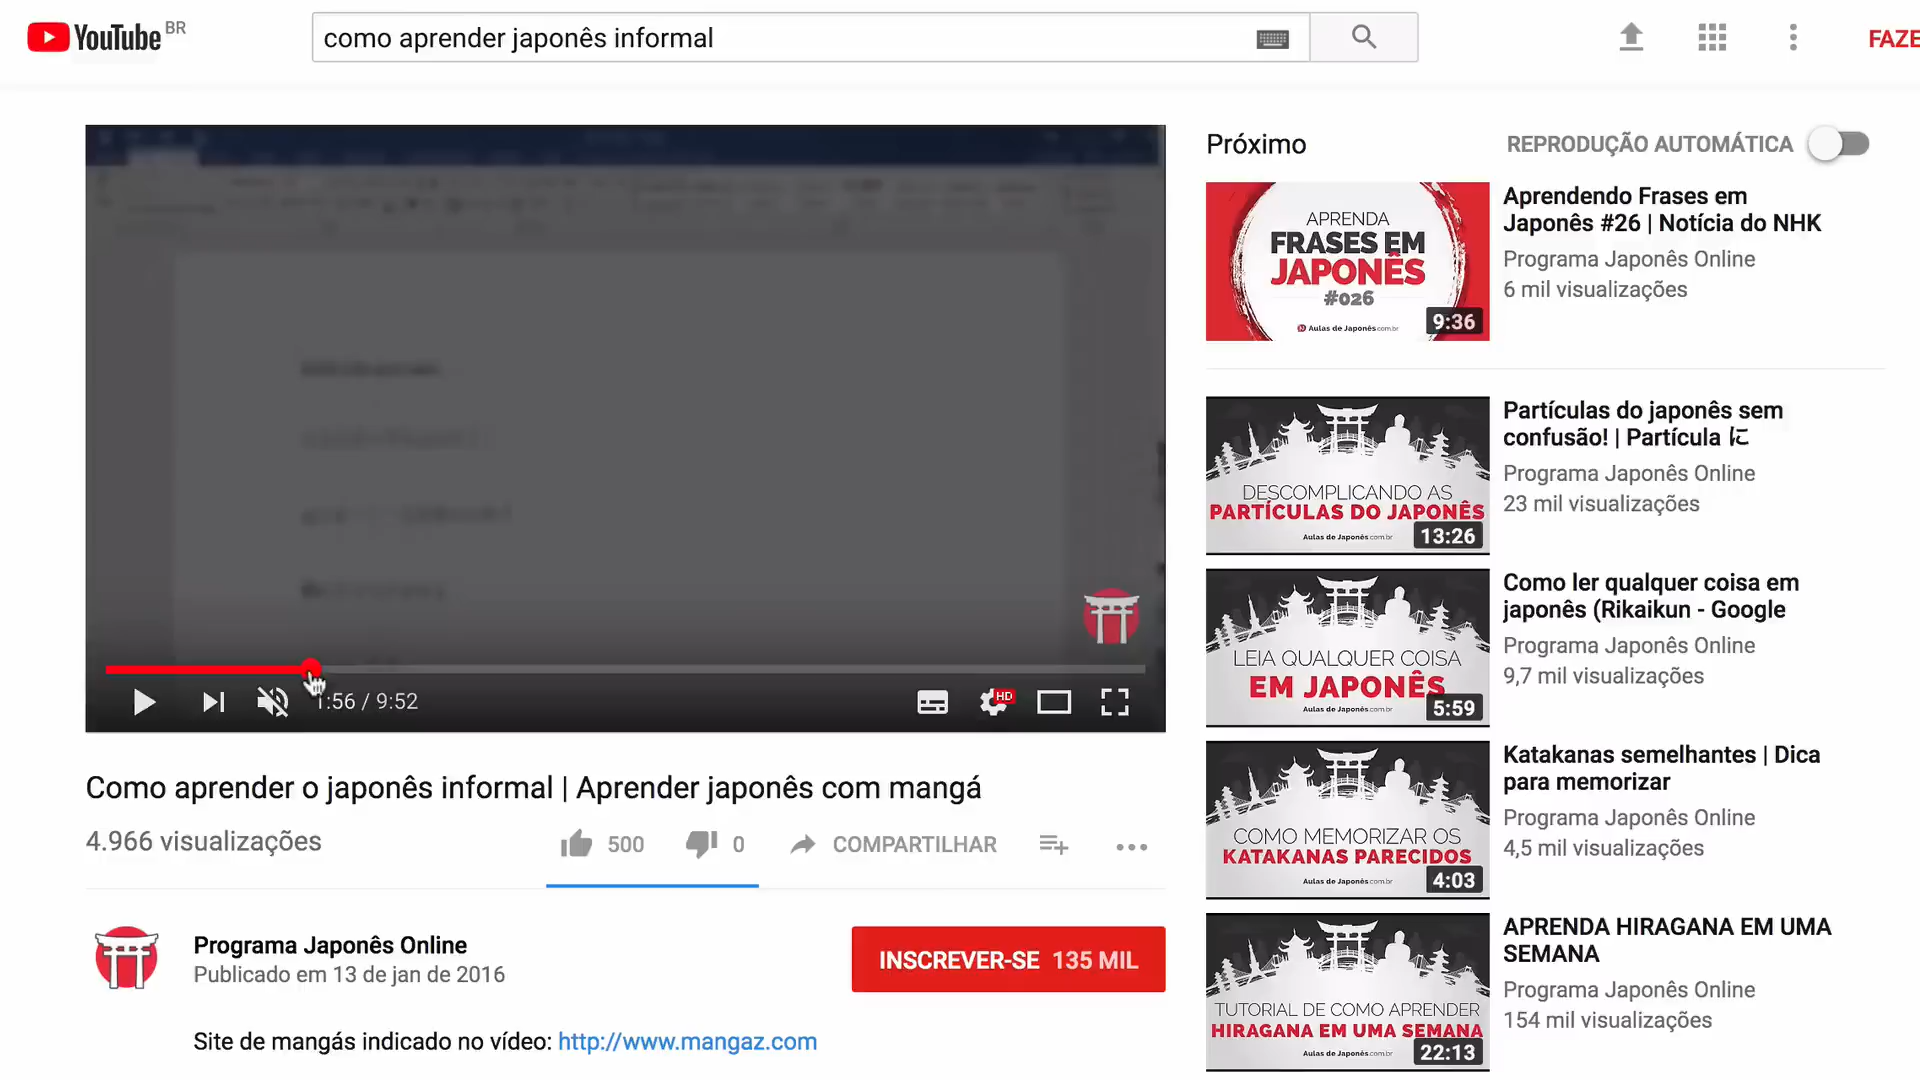 YouTube BR
como aprender japonês informal
FAZE
1:56 / 9:52
HD
Como aprender o japonês informal | Aprender japonês com mangá
4.966 visualizações
500
0
COMPARTILHAR
Programa Japonês Online
Publicado em 13 de jan de 2016
INSCREVER-SE 135 MIL
Site de mangás indicado no vídeo: http://www.mangaz.com
Próximo
REPRODUÇÃO AUTOMÁTICA
APRENDA
FRASES EM
JAPONÊS
#026
Aulas de Japonês.com.br
9:36
Aprendendo Frases em
Japonês #26 | Notícia do NHK
Programa Japonês Online
6 mil visualizações
DESCOMPLICANDO AS
PARTÍCULAS DO JAPONÊS
Aulas de Japonês.com.br
13:26
Partículas do japonês sem
confusão! | Partícula に
Programa Japonês Online
23 mil visualizações
LEIA QUALQUER COISA
EM JAPONÊS
Aulas de Japonês.com.br
5:59
Como ler qualquer coisa em
japonês (Rikaikun - Google
Programa Japonês Online
9,7 mil visualizações
COMO MEMORIZAR OS
KATAKANAS PARECIDOS
Aulas de Japonês.com.br
4:03
Katakanas semelhantes | Dica
para memorizar
Programa Japonês Online
4,5 mil visualizações
TUTORIAL DE COMO APRENDER
HIRAGANA EM UMA SEMANA
Aulas de Japonês.com.br
22:13
APRENDA HIRAGANA EM UMA
SEMANA
Programa Japonês Online
154 mil visualizações